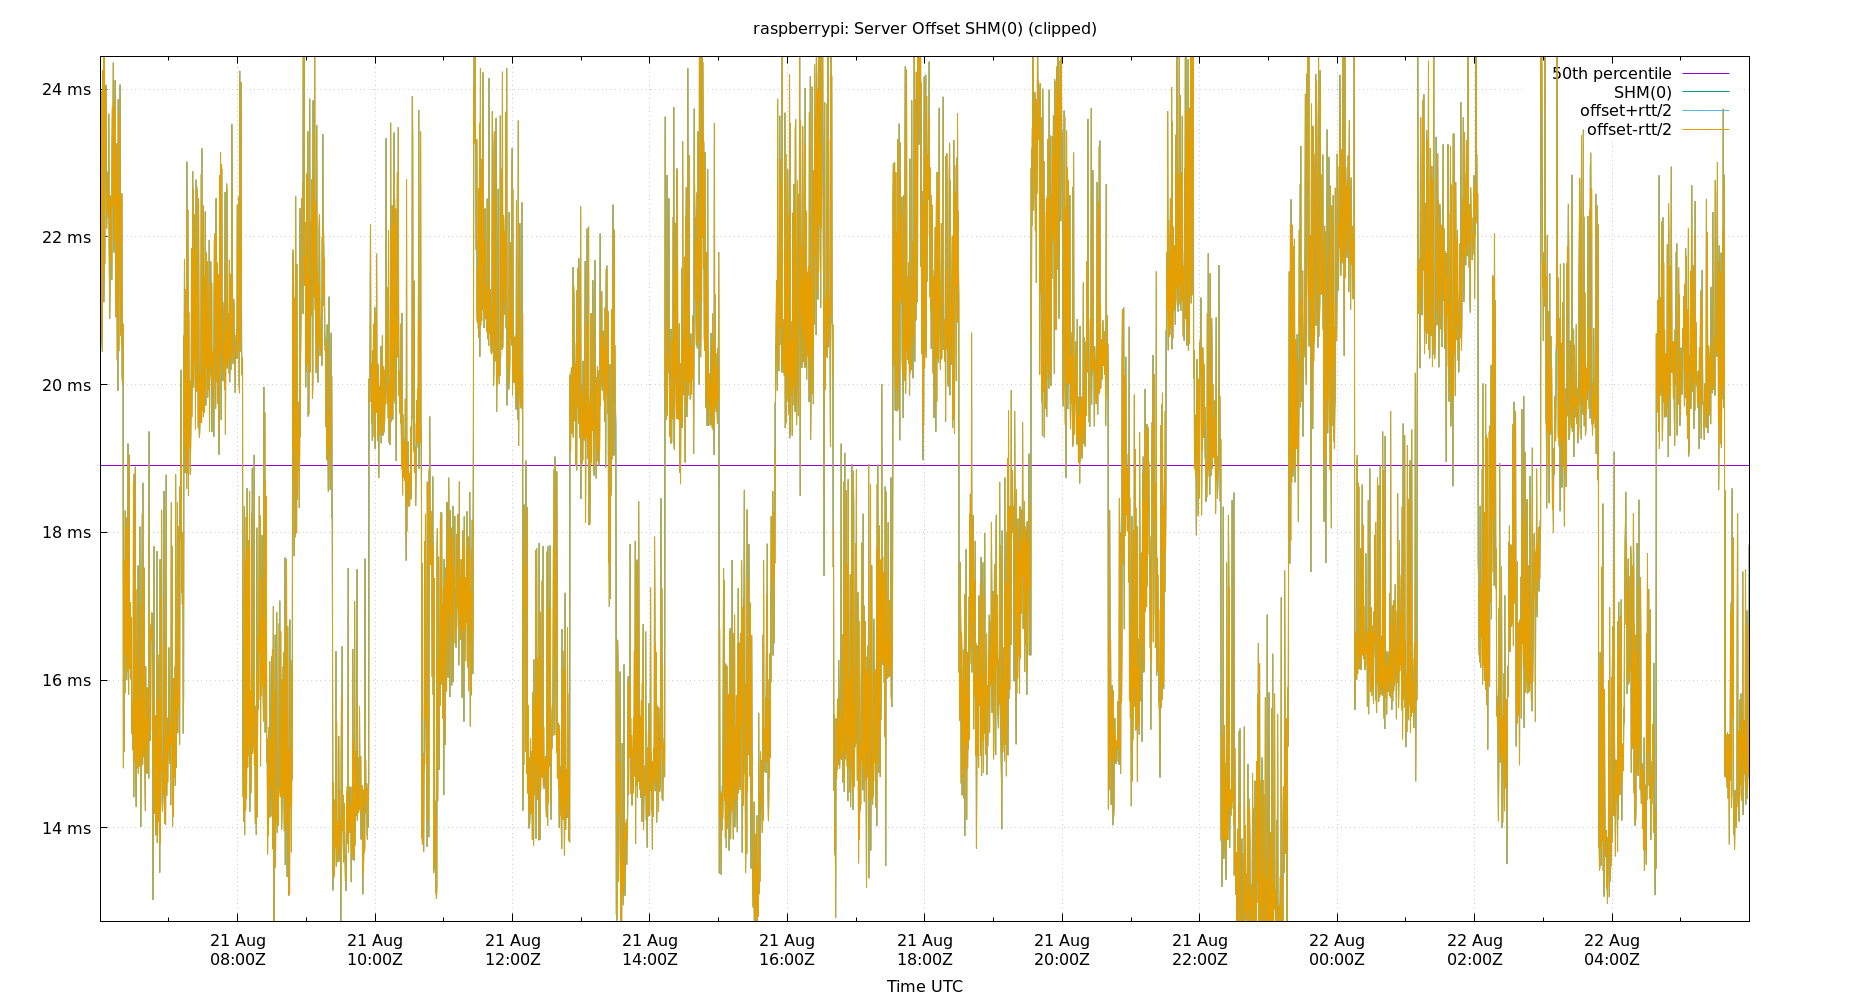 raspberrypi: Server Offset SHM(0) (clipped)
50th percentile
SHM(0)
offset+rtt/2
offset-rtt/2
24 ms
22 ms
20 ms
18 ms
16 ms
14 ms
21 Aug 21 Aug 21 Aug 21 Aug 21 Aug 21 Aug 21 Aug 21 Aug 22 Aug 22 Aug 22 Aug
08:00Z 10:00Z 12:00Z 14:00Z 16:00Z 18:00Z 20:00Z 22:00Z 00:00Z 02:00Z 04:00Z
Time UTC